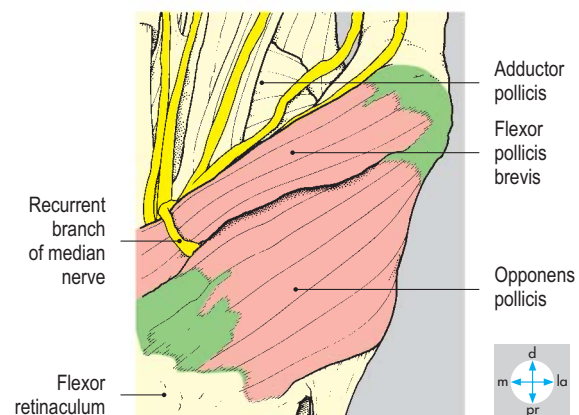 Adductor
pollicis
Flexor
pollicis
brevis
Recurrent
branch
of median
nerve
Opponens
pollicis
Flexor
retinaculum
d
m la
pr